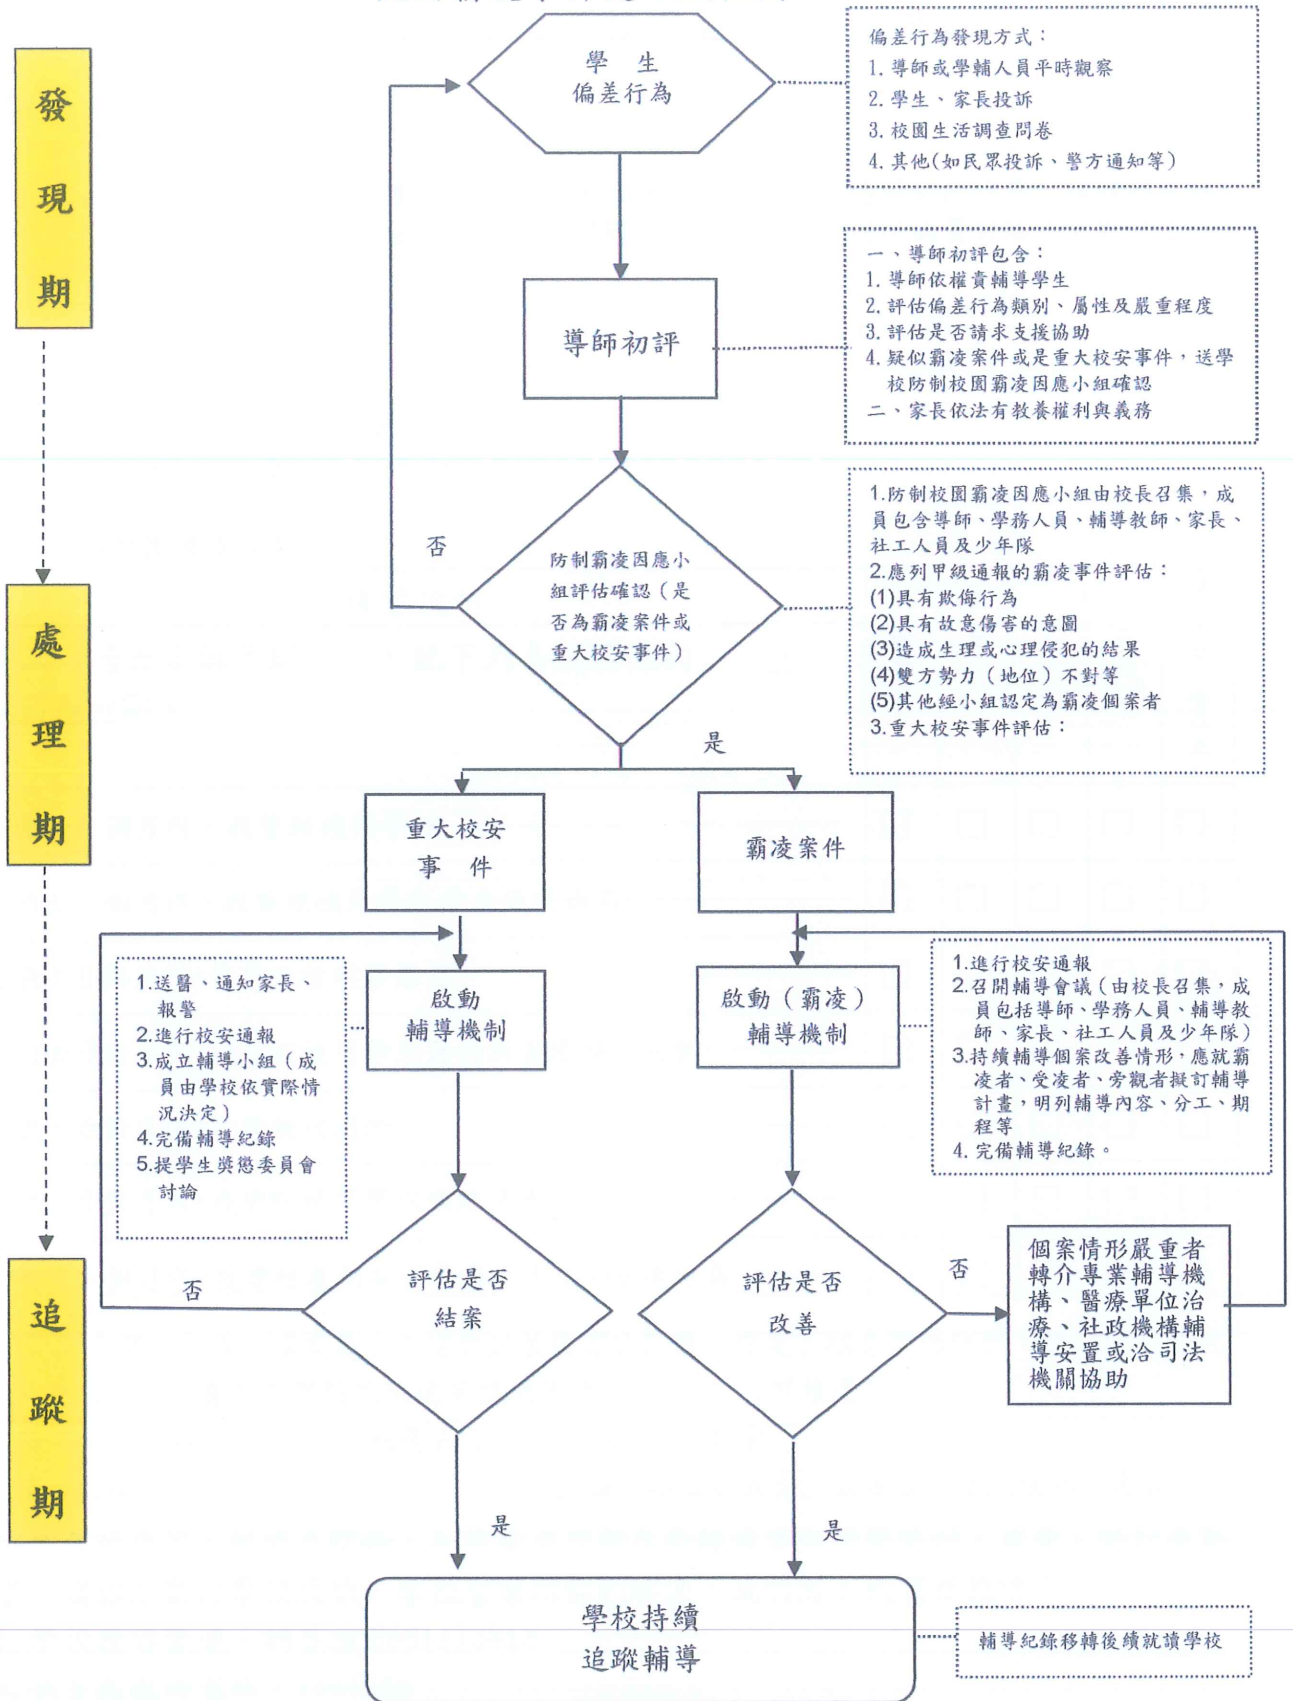 發現期
處理期
追蹤期
學 生
偏差行為
偏差行為發現方式：
1. 導師或學輔人員平時觀察
2. 學生、家長投訴
3. 校園生活調查問卷
4. 其他(如民眾投訴、警方通知等)
導師初評
一、導師初評包含：
1. 導師依權責輔導學生
2. 評估偏差行為類別、屬性及嚴重程度
3. 評估是否請求支援協助
4. 疑似霸凌案件或是重大校安事件，送學
校防制校園霸凌因應小組確認
二、家長依法有教養權利與義務
否
防制霸凌因應小
組評估確認（是
否為霸凌案件或
重大校安事件）
1.防制校園霸凌因應小組由校長召集，成
員包含導師、學務人員、輔導教師、家長、
社工人員及少年隊
2.應列甲級通報的霸凌事件評估：
(1)具有欺侮行為
(2)具有故意傷害的意圖
(3)造成生理或心理侵犯的結果
(4)雙方勢力（地位）不對等
(5)其他經小組認定為霸凌個案者
3.重大校安事件評估：
是
重大校安
事 件
霸凌案件
1.送醫、通知家長、
報警
2.進行校安通報
3.成立輔導小組（成
員由學校依實際情
況決定）
4.完備輔導紀錄
5.提學生獎懲委員會
討論
啟動
輔導機制
啟動（霸凌）
輔導機制
1.進行校安通報
2.召開輔導會議（由校長召集，成
員包括導師、學務人員、輔導教
師、家長、社工人員及少年隊）
3.持續輔導個案改善情形，應就霸
凌者、受凌者、旁觀者擬訂輔導
計畫，明列輔導內容、分工、期
程等
4. 完備輔導紀錄。
否
評估是否
結案
評估是否
改善
否
個案情形嚴重者
轉介專業輔導機
構、醫療單位治
療、社政機構輔
導安置或洽司法
機關協助
是
是
學校持續
追蹤輔導
輔導紀錄移轉後續就讀學校